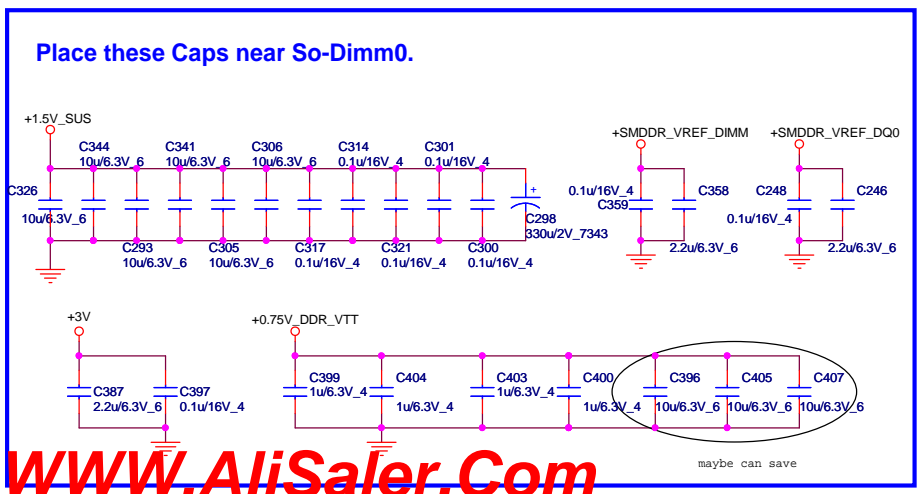 Place these Caps near So-Dimm0.
+1.5V_SUS
C344
10u/6.3V_6
C341
10u/6.3V_6
C306
10u/6.3V_6
C314
0.1u/16V_4
C301
0.1u/16V_4
C326
10u/6.3V_6
C293
10u/6.3V_6
C305
10u/6.3V_6
C317
0.1u/16V_4
C321
0.1u/16V_4
C300
0.1u/16V_4
+
C298
330u/2V_7343
+SMDDR_VREF_DIMM
0.1u/16V_4
C359
C358
2.2u/6.3V_6
+SMDDR_VREF_DQ0
C248
0.1u/16V_4
C246
2.2u/6.3V_6
+3V
C387
2.2u/6.3V_6
C397
0.1u/16V_4
+0.75V_DDR_VTT
C399
1u/6.3V_4
C404
1u/6.3V_4
C403
1u/6.3V_4
C400
1u/6.3V_4
C396
10u/6.3V_6
C405
10u/6.3V_6
C407
10u/6.3V_6
maybe can save
WWW.AliSaler.Com